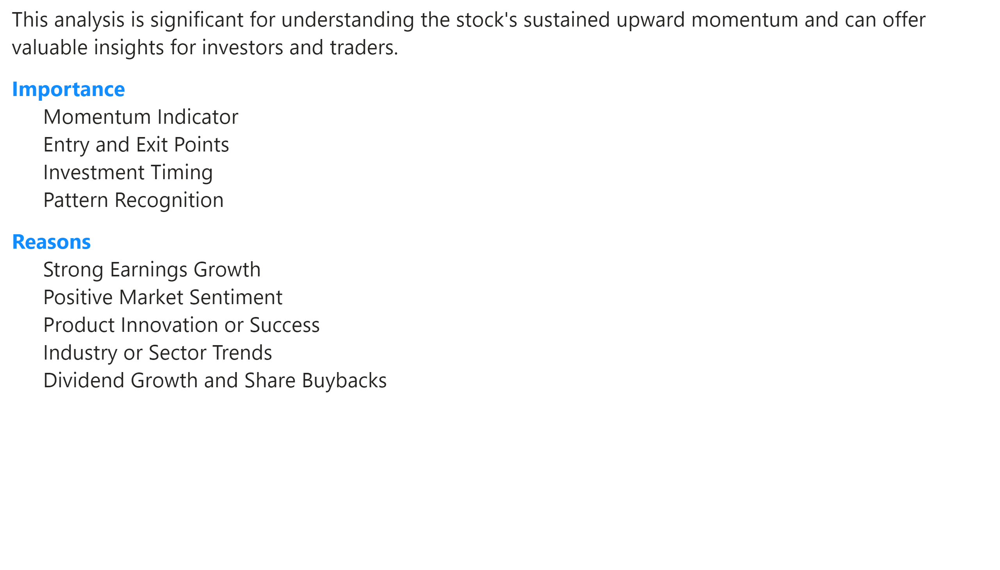 This analysis is significant for understanding the stock's sustained upward momentum and can offer
valuable insights for investors and traders.
Importance
Momentum Indicator
Entry and Exit Points
Investment Timing
Pattern Recognition
Reasons
Strong Earnings Growth
Positive Market Sentiment
Product Innovation or Success
Industry or Sector Trends
Dividend Growth and Share Buybacks